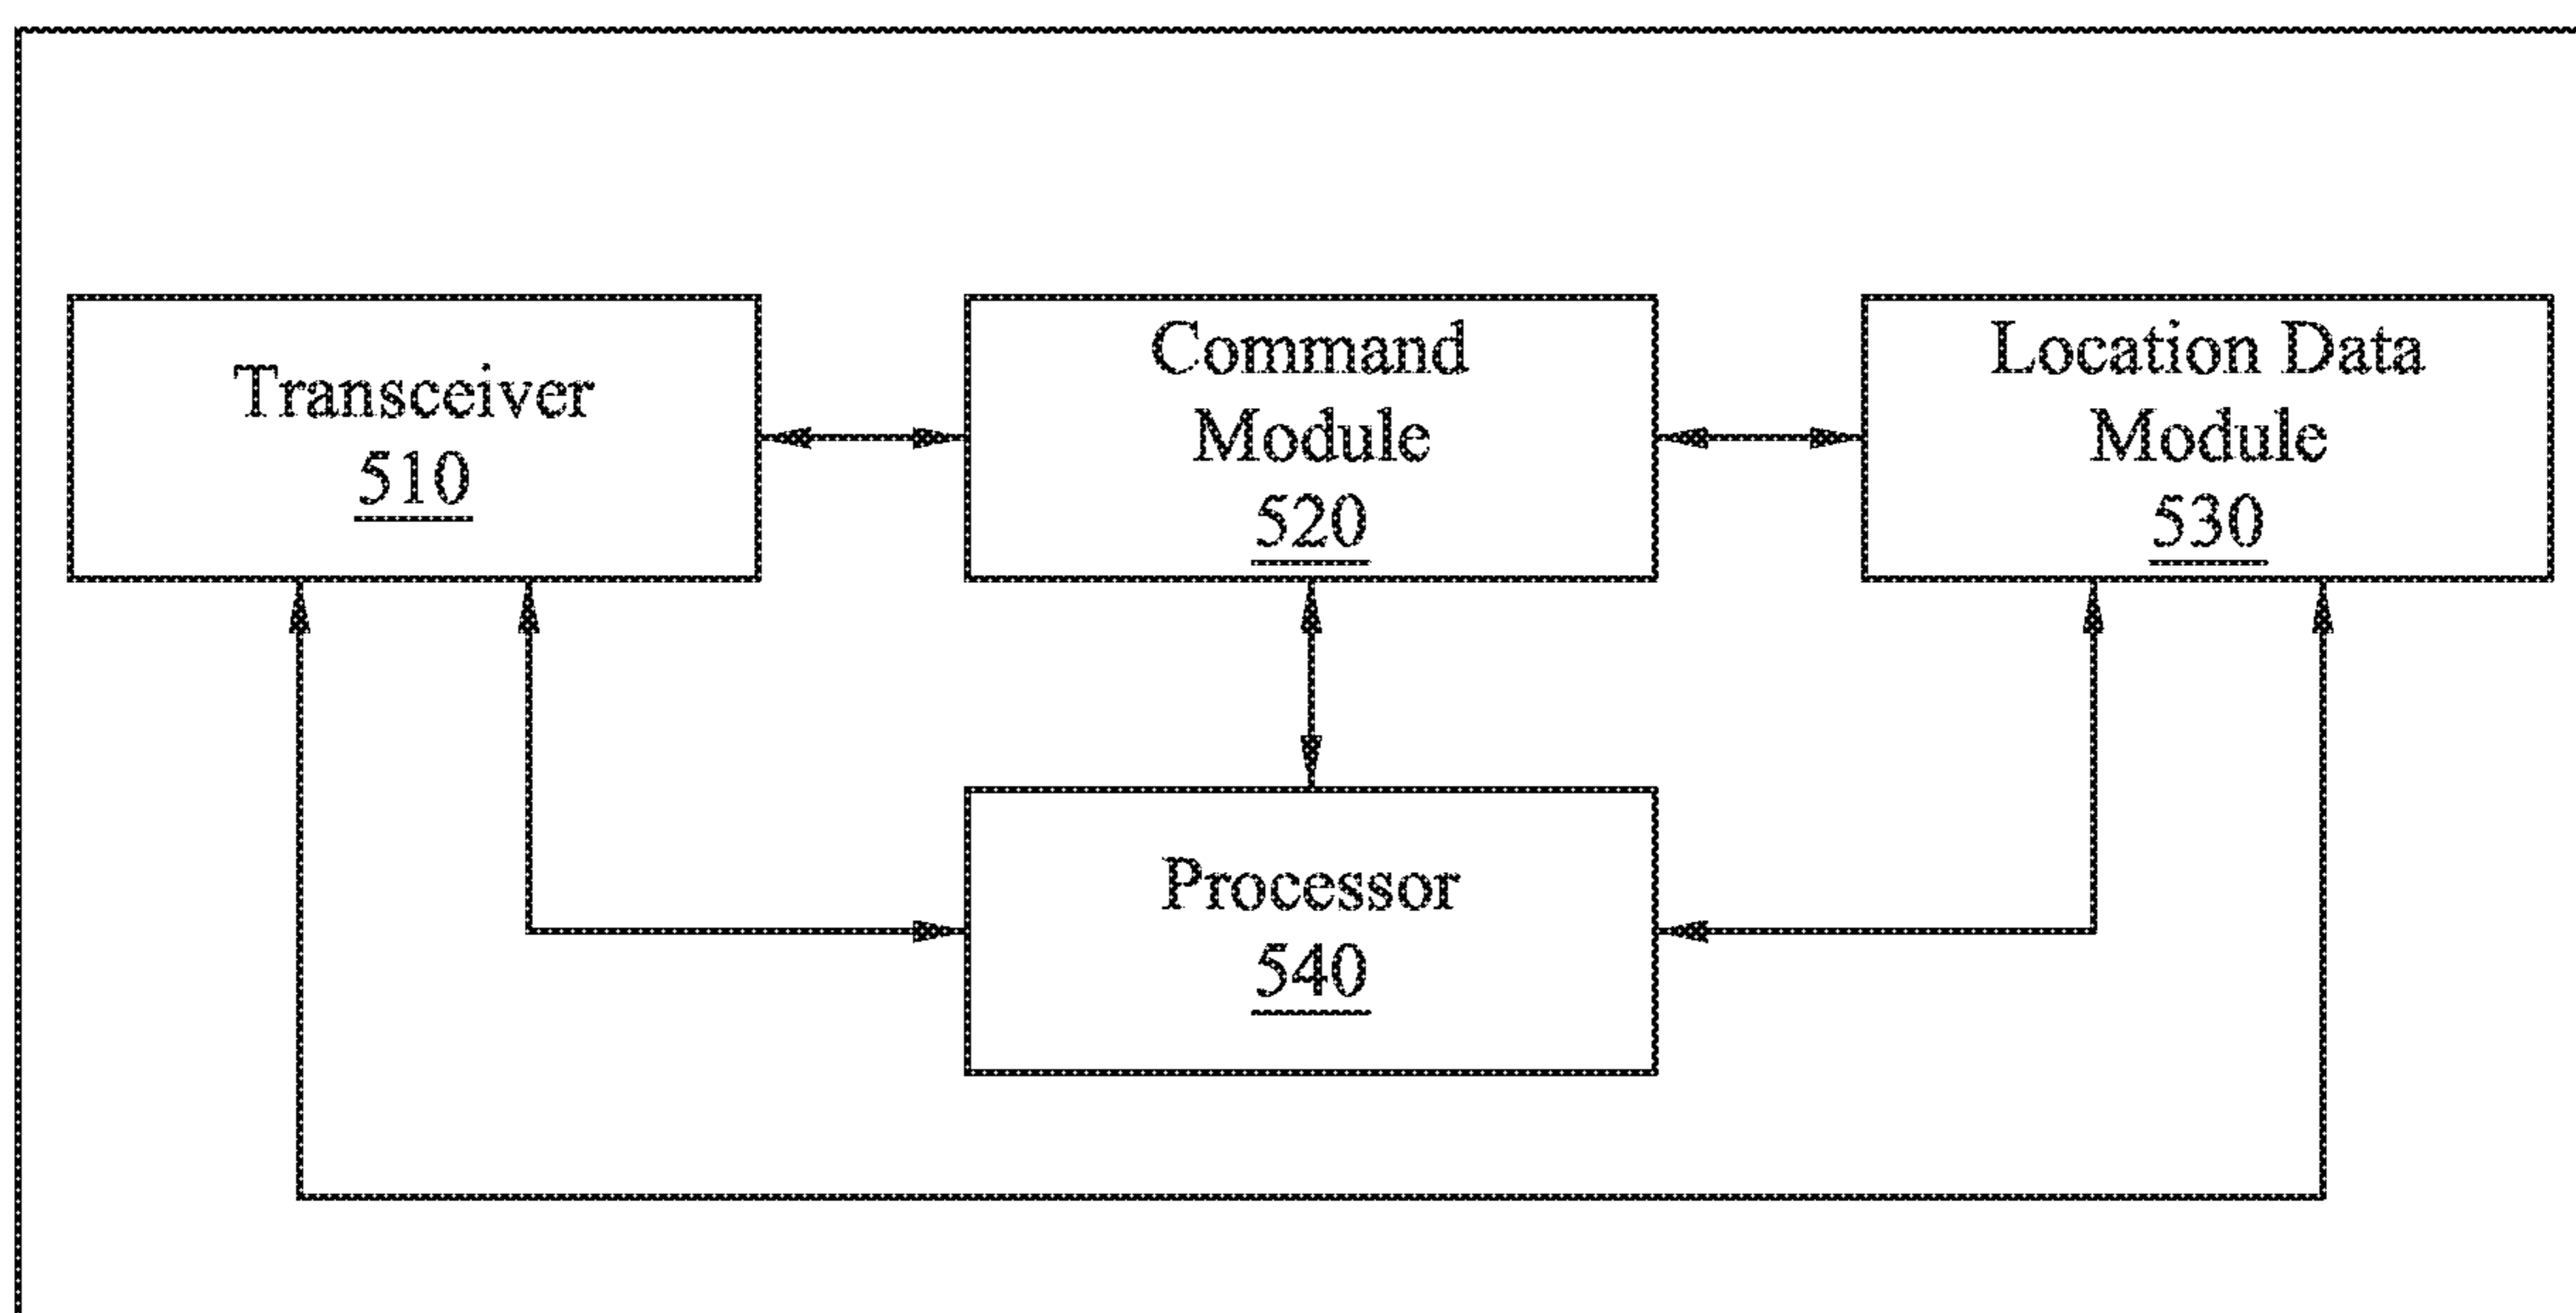 Transceiver
510
Command
Module
520
Location Data
Module
530
Processor
540